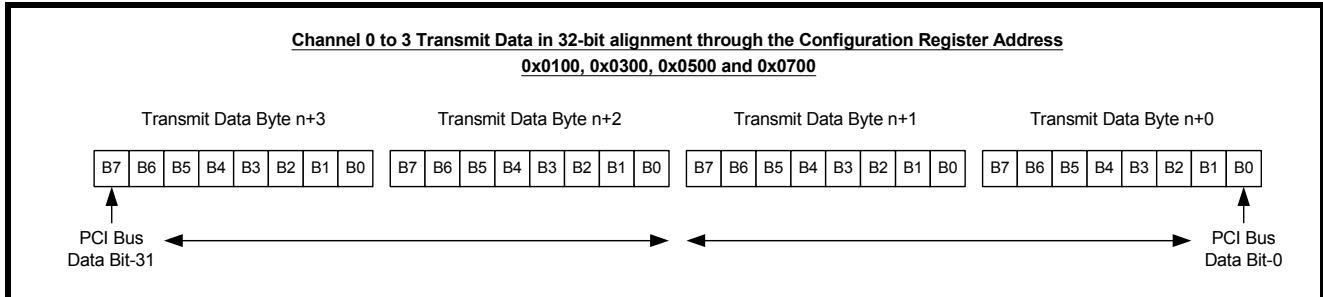 Channel 0 to 3 Transmit Data in 32-bit alignment through the Configuration Register Address
0x0100, 0x0300, 0x0500 and 0x0700
Transmit Data Byte n+3 Transmit Data Byte n+2 Transmit Data Byte n+1 Transmit Data Byte n+0
B7 B6 B5 B4 B3 B2 B1 B0 B7 B6 B5 B4 B3 B2 B1 B0 B7 B6 B5 B4 B3 B2 B1 B0 B7 B6 B5 B4 B3 B2 B1 B0
PCI Bus PCI Bus
Data Bit-31 Data Bit-0